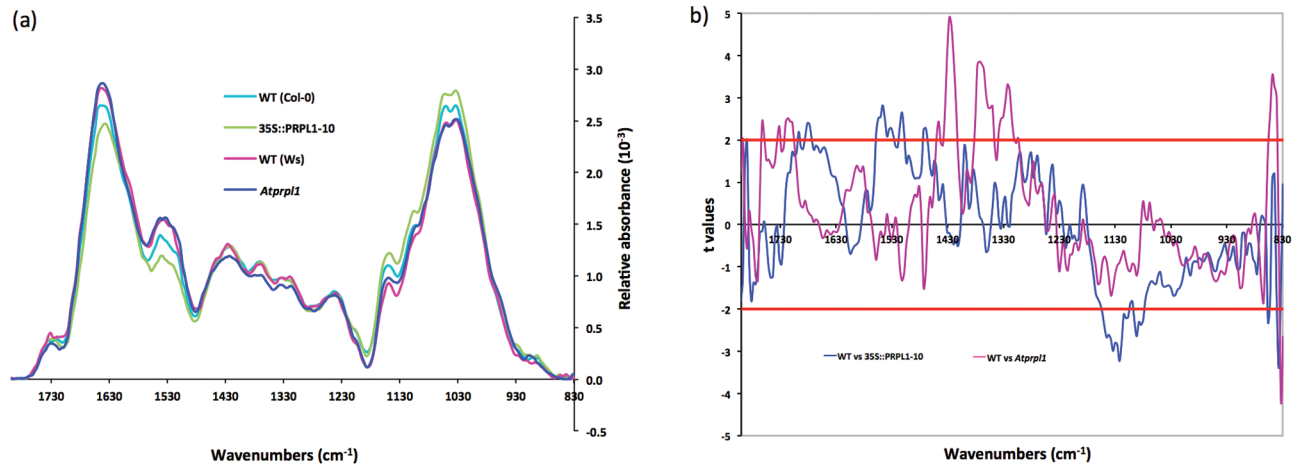 (a)
3.5
3.0
2.5
2.0
1.5
1.0
0.5
0.0
-0.5
Relative absorbance (10-3)
WT (Col-0)
35S::PRPL1-10
WT (Ws)
Atprpl1
1730 1630 1530 1430 1330 1230 1130 1030 930 830
Wavenumbers (cm-1)
b)
5
4
3
2
1
0
-1
-2
-3
-4
-5
t values
1730 1630 1530 1430 1330 1230 1130 1030 930 830
WT vs 35S::PRPL1-10 WT vs Atprpl1
Wavenumbers (cm-1)